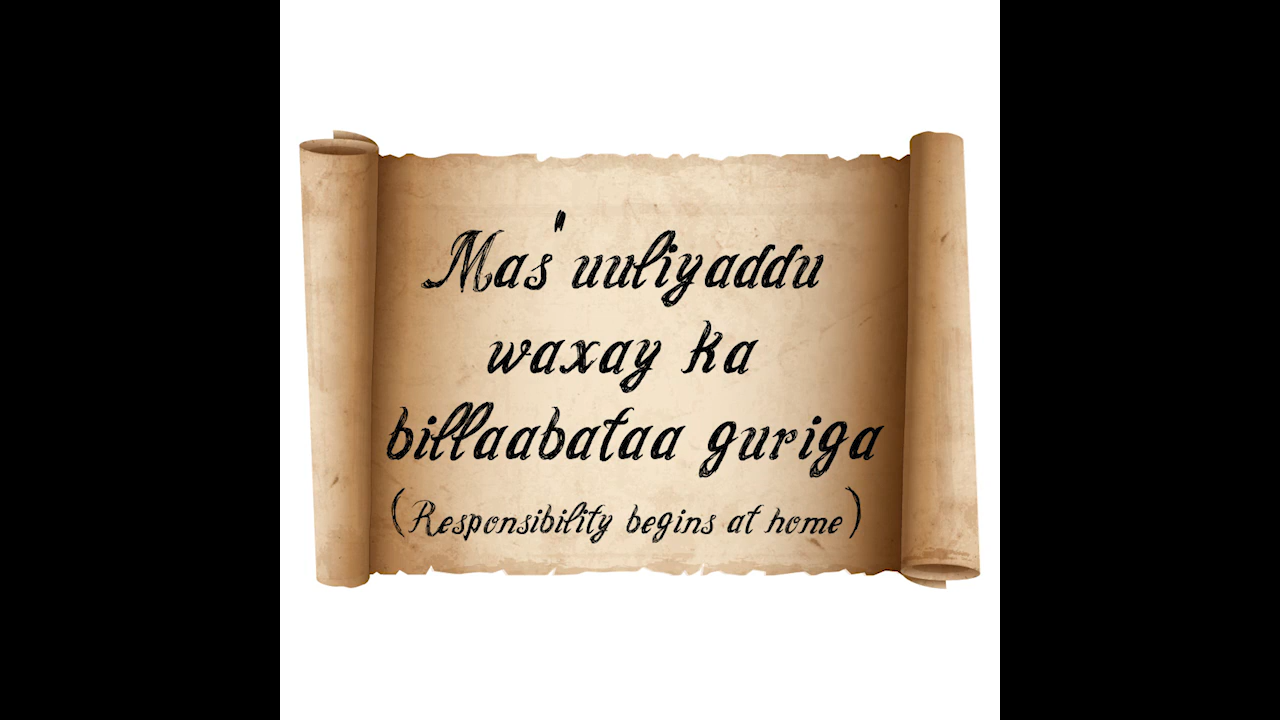 Mas"uuliyaddu
waxay ka
billaabataa guriga
(Responsibility begins at home)